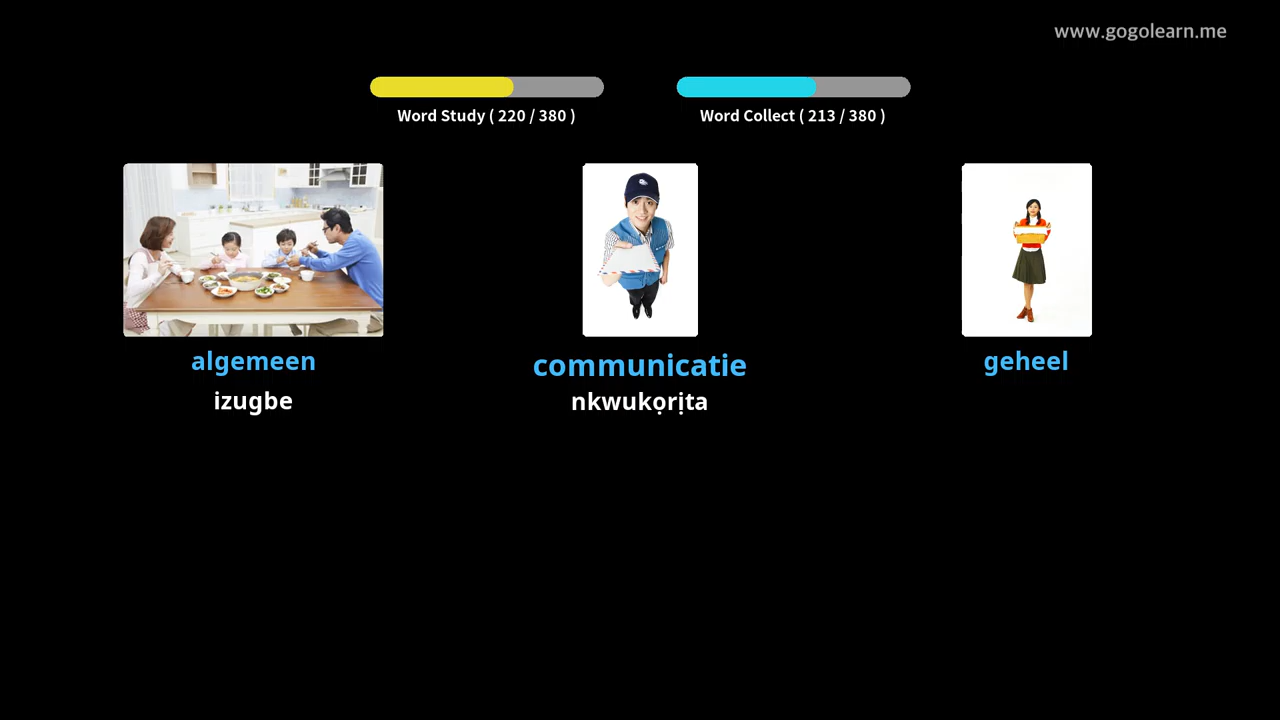 www.gogolearn.me
Word Study ( 220 / 380 )
Word Collect ( 213 / 380 )
algemeen
communicatie
geheel
izugbe
nkwukọrịta